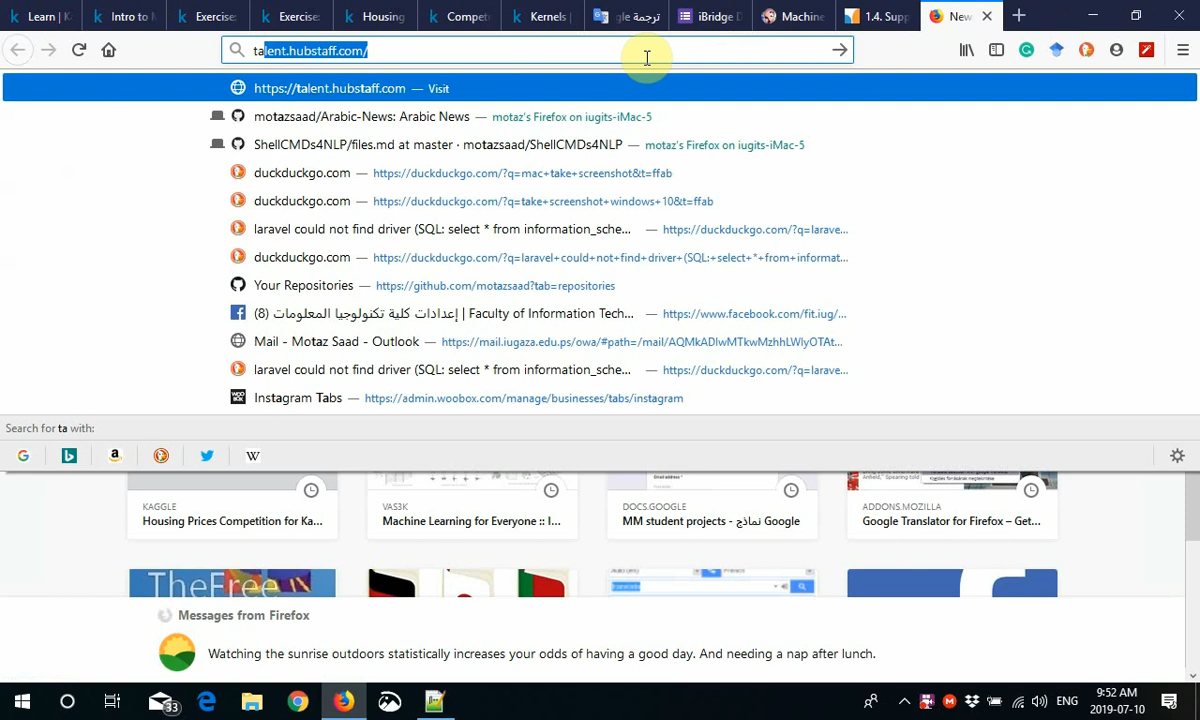 Learn | K
Intro to M
Exercise:
Exercise:
Housing
Compet
Kernels |
ترجمة gle
iBridge D
Machine
1.4. Supp
New
talent.hubstaff.com/
https://talent.hubstaff.com — Visit
motazsaad/Arabic-News: Arabic News — motaz's Firefox on iugits-iMac-5
ShellCMDs4NLP/files.md at master · motazsaad/ShellCMDs4NLP — motaz's Firefox on iugits-iMac-5
duckduckgo.com — https://duckduckgo.com/?q=mac+take+screenshot&t=ffab
duckduckgo.com — https://duckduckgo.com/?q=take+screenshot+windows+10&t=ffab
laravel could not find driver (SQL: select * from information_sche... — https://duckduckgo.com/?q=larave...
duckduckgo.com — https://duckduckgo.com/?q=laravel+could+not+find+driver+(SQL:+select+*+from+informat...
Your Repositories — https://github.com/motazsaad?tab=repositories
(8) إعدادات كلية تكنولوجيا المعلومات | Faculty of Information Tech... — https://www.facebook.com/fit.iug/...
Mail - Motaz Saad - Outlook — https://mail.iugaza.edu.ps/owa/#path=/mail/AQMkADIwMTkwMzhhLWIyOTAt...
laravel could not find driver (SQL: select * from information_sche... — https://duckduckgo.com/?q=larave...
Instagram Tabs — https://admin.woobox.com/manage/businesses/tabs/instagram
Search for ta with:
KAGGLE
Housing Prices Competition for Ka...
VAS3K
Machine Learning for Everyone :: I...
DOCS.GOOGLE
MM student projects - نماذج Google
ADDONS.MOZILLA
Google Translator for Firefox – Get...
TheFree
Messages from Firefox
Watching the sunrise outdoors statistically increases your odds of having a good day. And needing a nap after lunch.
33
ENG
9:52 AM
2019-07-10